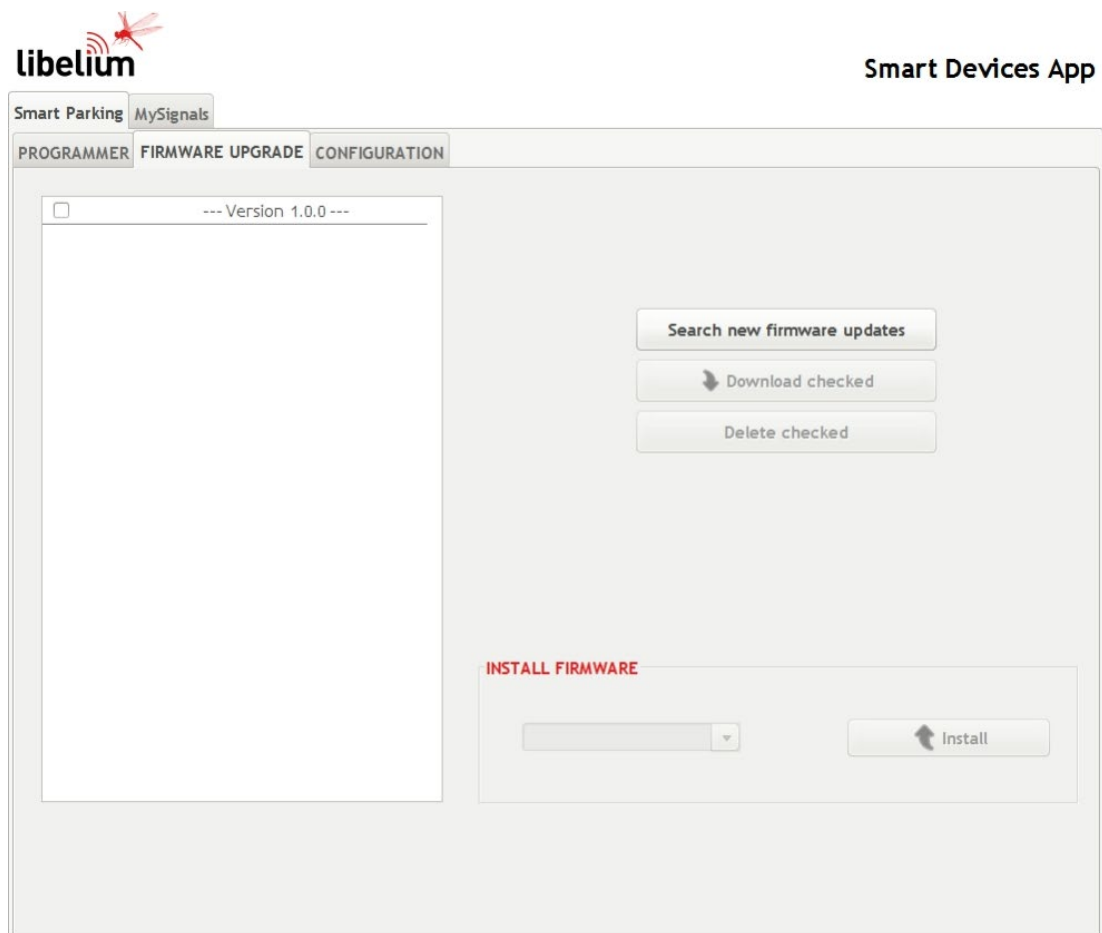 libelium
Smart Devices App
Smart Parking MySignals
PROGRAMMER FIRMWARE UPGRADE CONFIGURATION
--- Version 1.0.0 ---
Search new firmware updates
Download checked
Delete checked
INSTALL FIRMWARE
Install